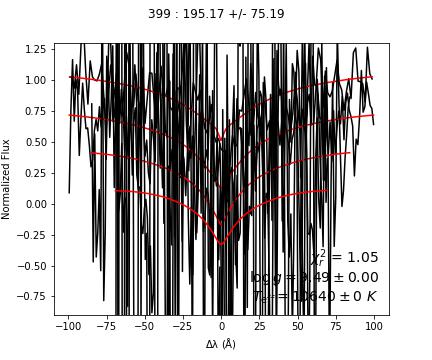 399 : 195.17 +/- 75.19
Normalized Flux
1.25
1.00
0.75
0.50
0.25
0.00
−0.25
−0.50
−0.75
χ²ᵣ = 1.05
log g = 9.49 ± 0.00
= 10640 ± 0 K
−100 −75 −50 −25 0 25 50 75 100
Δλ (Å)